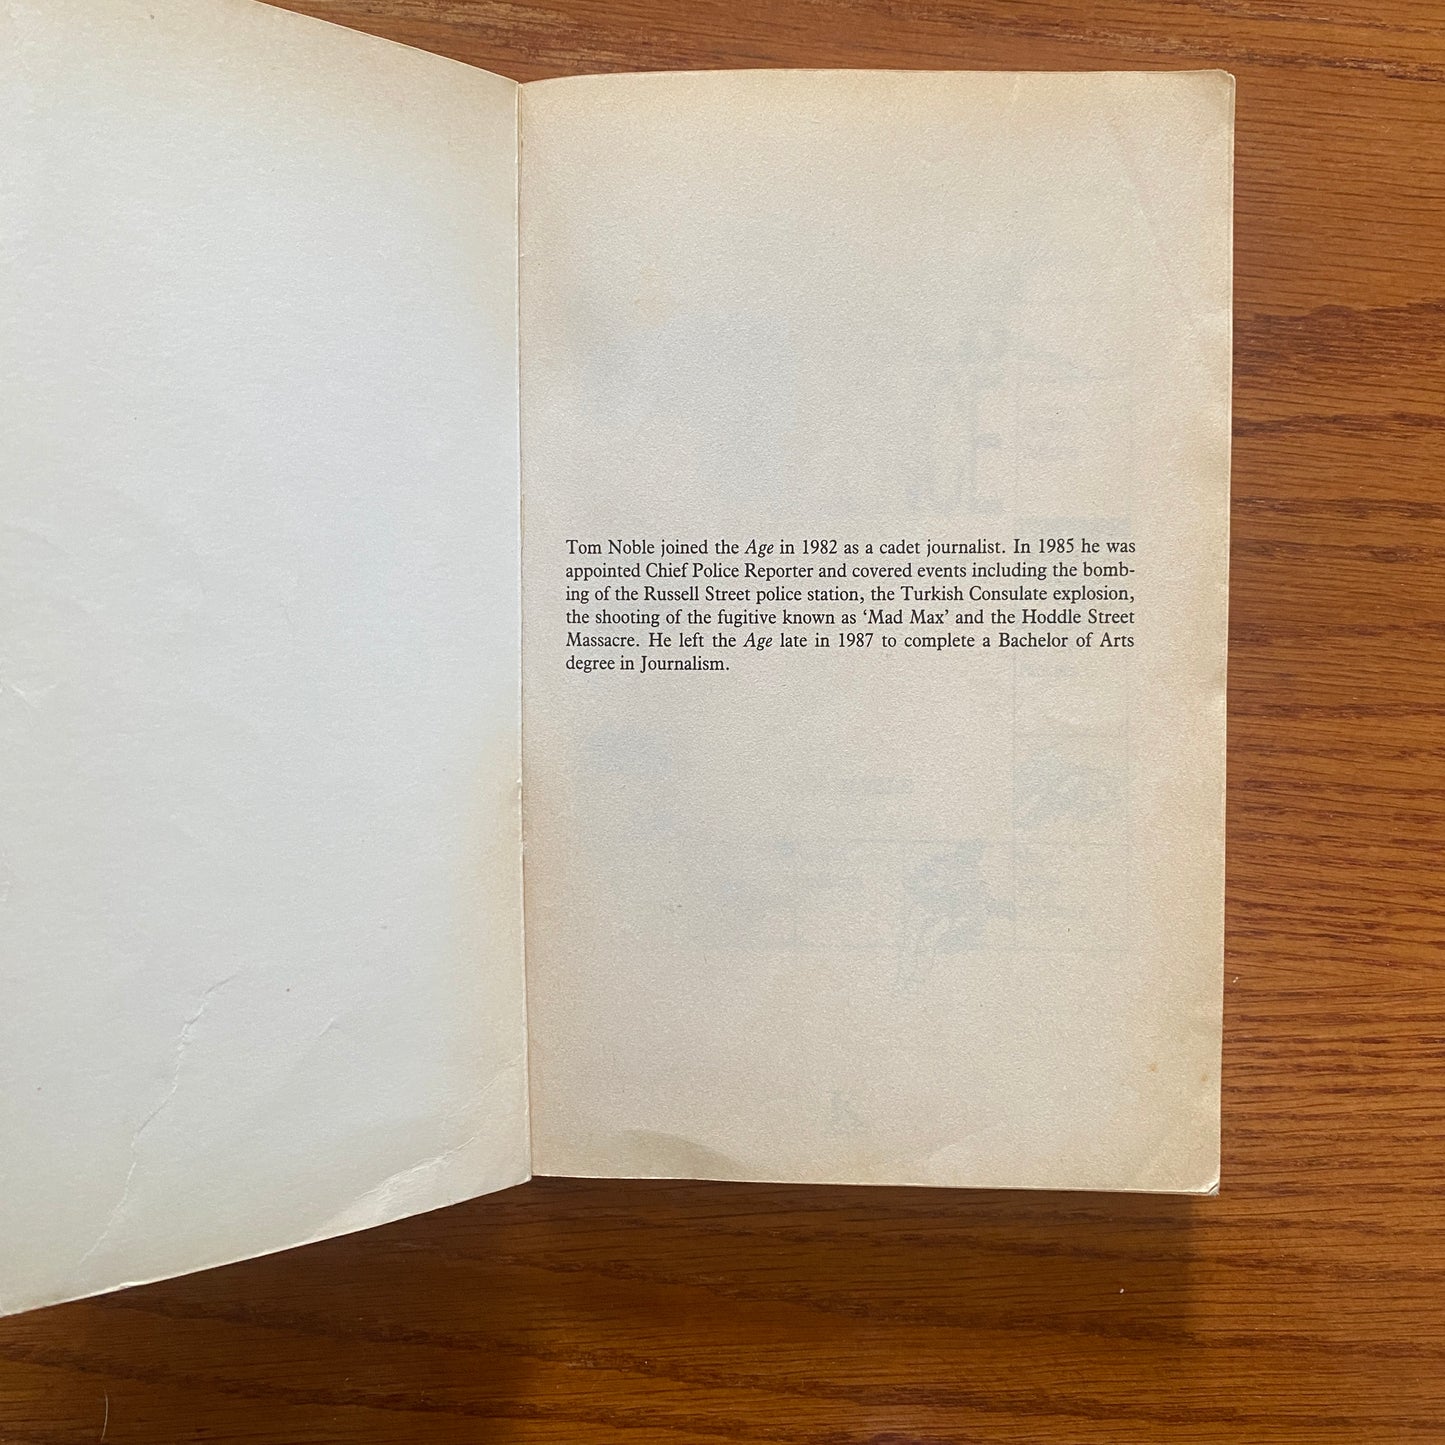 Tom Noble joined the Age in 1982 as a cadet journalist. In 1985 he was
appointed Chief Police Reporter and covered events including the bomb-
ing of the Russell Street police station, the Turkish Consulate explosion,
the shooting of the fugitive known as ‘Mad Max’ and the Hoddle Street
Massacre. He left the Age late in 1987 to complete a Bachelor of Arts
degree in Journalism.